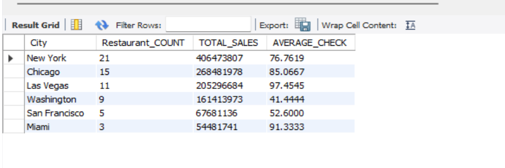 Result Grid Filter Rows: Export: Wrap Cell Content:
City Restaurant_COUNT TOTAL_SALES AVERAGE_CHECK
New York 21 406473807 76.7619
Chicago 15 268481978 85.0667
Las Vegas 11 205296684 97.4545
Washington 9 161413973 41.4444
San Francisco 5 67681136 52.6000
Miami 3 54481741 91.3333